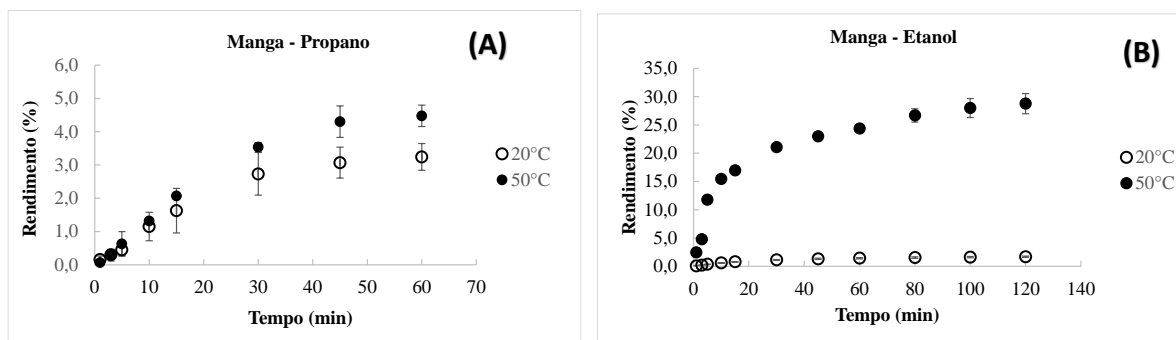 Manga - Propano
(A)
Rendimento (%)
6,0
5,0
4,0
3,0
2,0
1,0
0,0
0 10 20 30 40 50 60 70
Tempo (min)
20°C
50°C
Manga - Etanol
(B)
Rendimento (%)
35,0
30,0
25,0
20,0
15,0
10,0
5,0
0,0
0 20 40 60 80 100 120 140
Tempo (min)
20°C
50°C